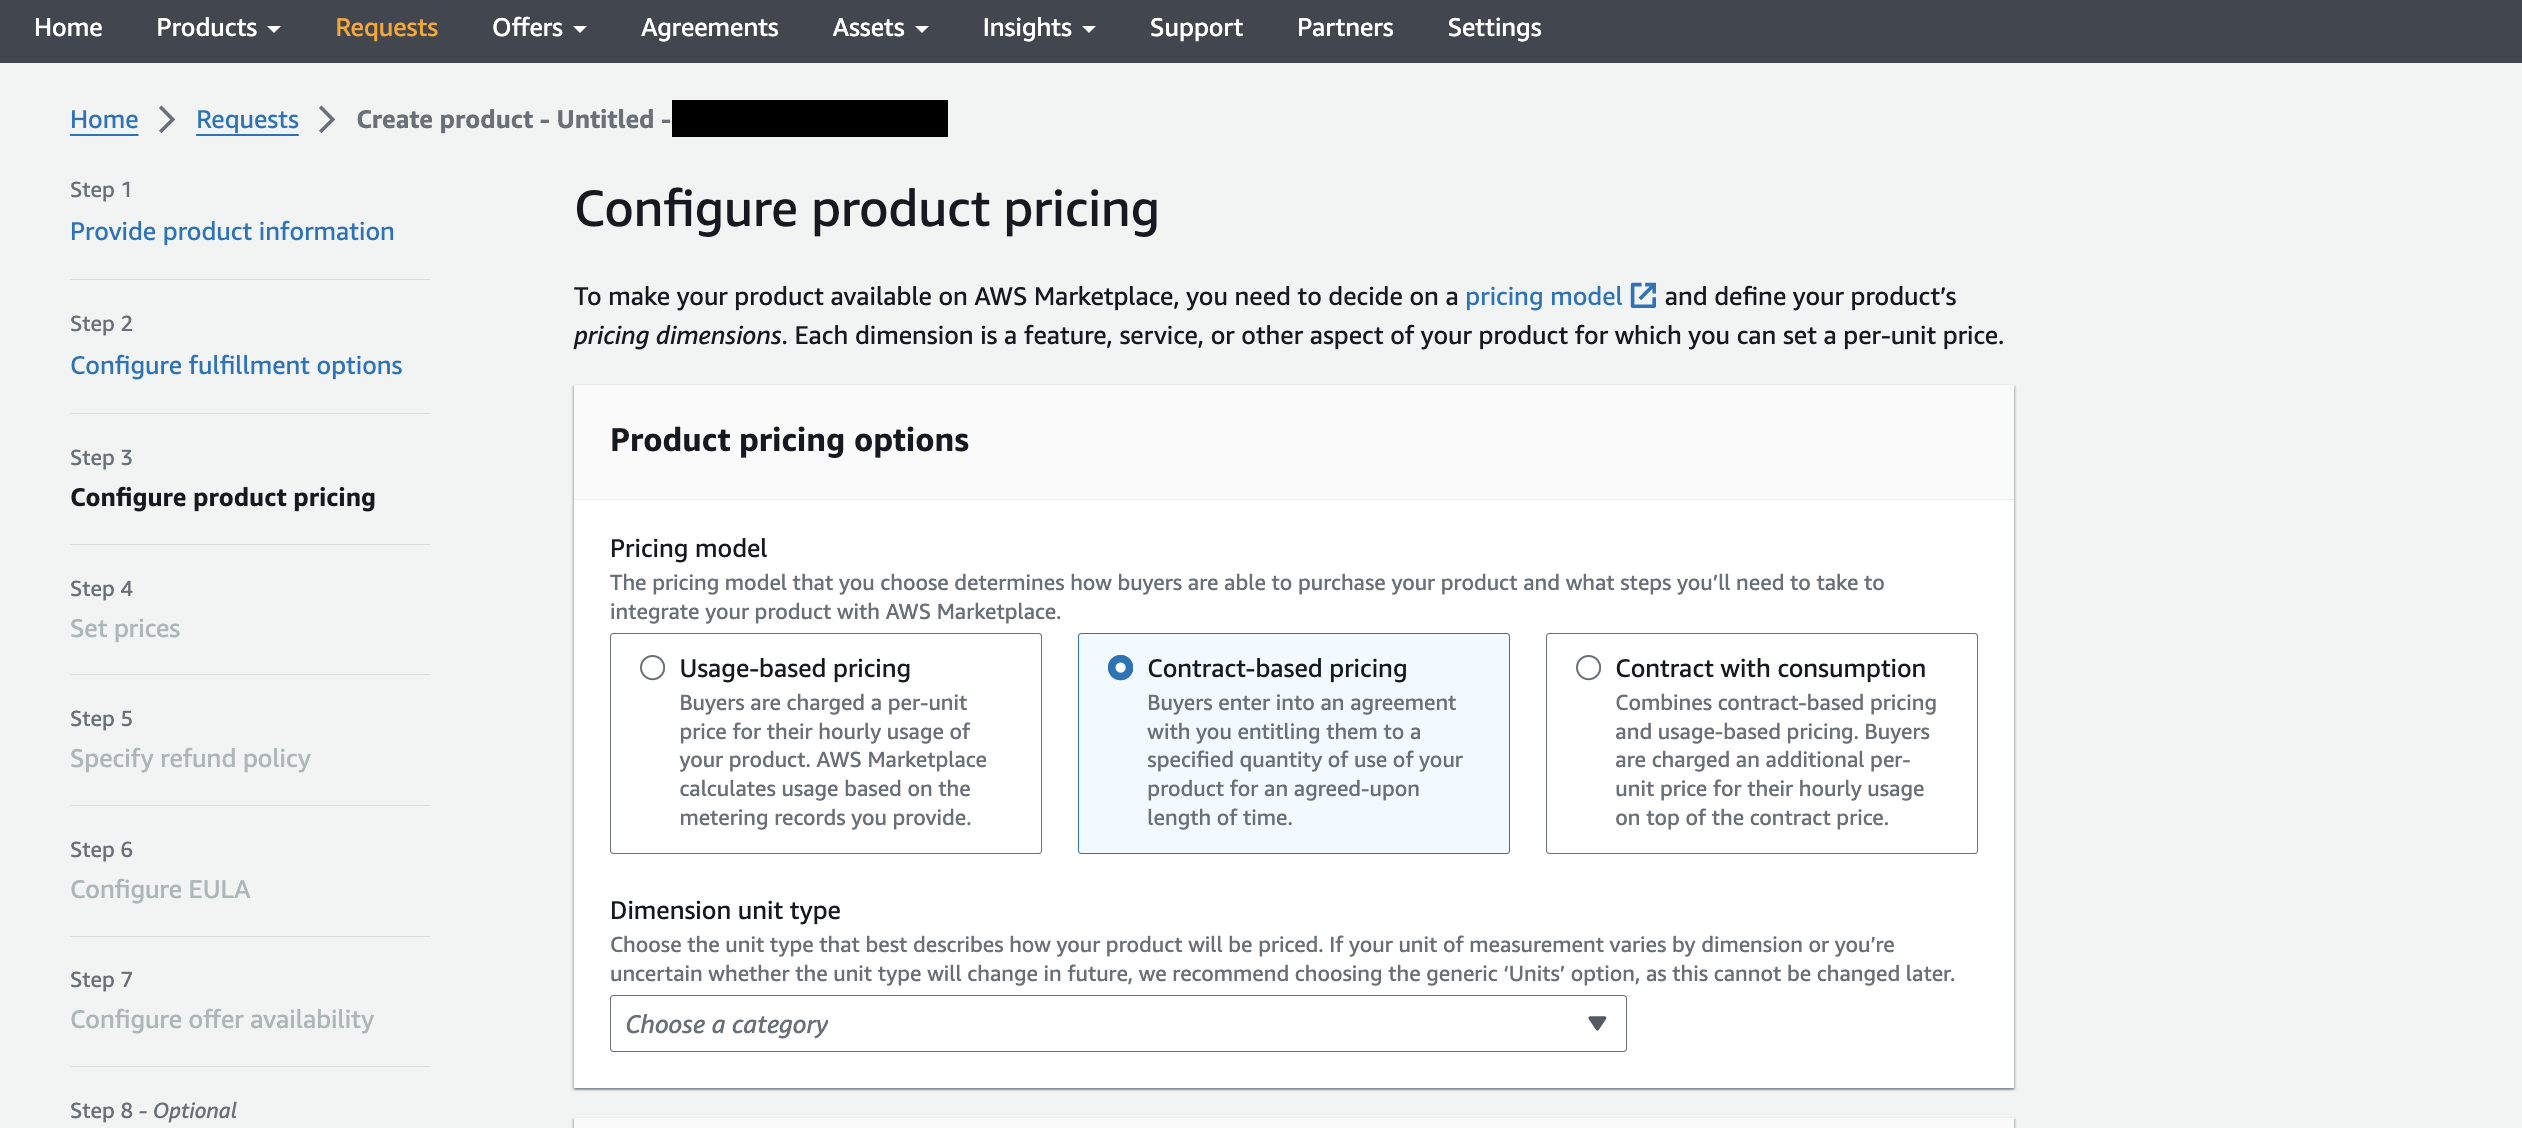 Home Products Requests Offers Agreements Assets Insights Support Partners Settings
Home > Requests > Create product - Untitled -
Step 1
Provide product information
Step 2
Configure fulfillment options
Step 3
Configure product pricing
Step 4
Set prices
Step 5
Specify refund policy
Step 6
Configure EULA
Step 7
Configure offer availability
Step 8 - Optional
Configure product pricing
To make your product available on AWS Marketplace, you need to decide on a pricing model and define your product’s
pricing dimensions. Each dimension is a feature, service, or other aspect of your product for which you can set a per-unit price.
Product pricing options
Pricing model
The pricing model that you choose determines how buyers are able to purchase your product and what steps you’ll need to take to
integrate your product with AWS Marketplace.
Usage-based pricing
Buyers are charged a per-unit
price for their hourly usage of
your product. AWS Marketplace
calculates usage based on the
metering records you provide.
Contract-based pricing
Buyers enter into an agreement
with you entitling them to a
specified quantity of use of your
product for an agreed-upon
length of time.
Contract with consumption
Combines contract-based pricing
and usage-based pricing. Buyers
are charged an additional per-
unit price for their hourly usage
on top of the contract price.
Dimension unit type
Choose the unit type that best describes how your product will be priced. If your unit of measurement varies by dimension or you’re
uncertain whether the unit type will change in future, we recommend choosing the generic ‘Units’ option, as this cannot be changed later.
Choose a category